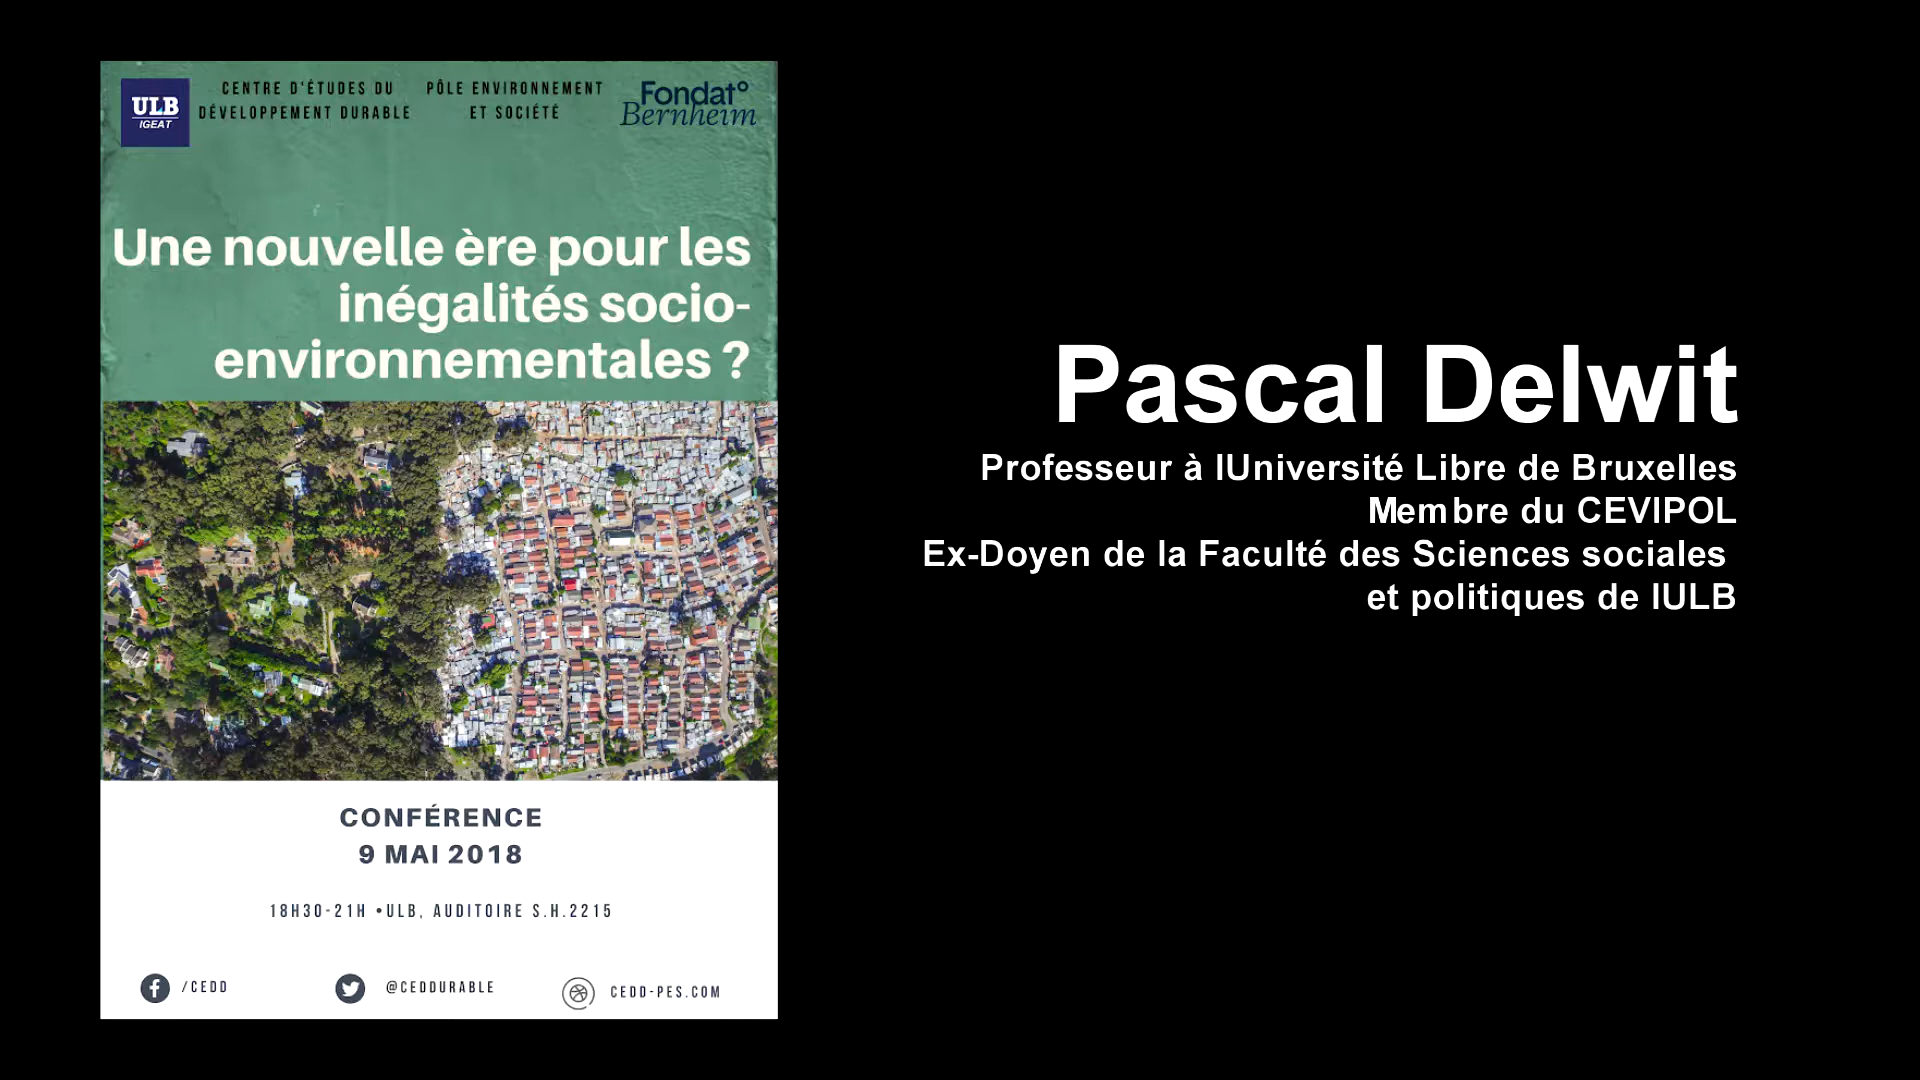 ULB
IGEAT
CENTRE D'ÉTUDES DU
DÉVELOPPEMENT DURABLE
PÔLE ENVIRONNEMENT
ET SOCIÉTÉ
Fondat°
Bernheim
Une nouvelle ère pour les
inégalités socio-
environnementales ?
CONFÉRENCE
9 MAI 2018
18H30-21H •ULB, AUDITOIRE S.H.2215
/CEDD
@CEDDURABLE
CEDD-PES.COM
Pascal Delwit
Professeur à lUniversité Libre de Bruxelles
Membre du CEVIPOL
Ex-Doyen de la Faculté des Sciences sociales
et politiques de lULB